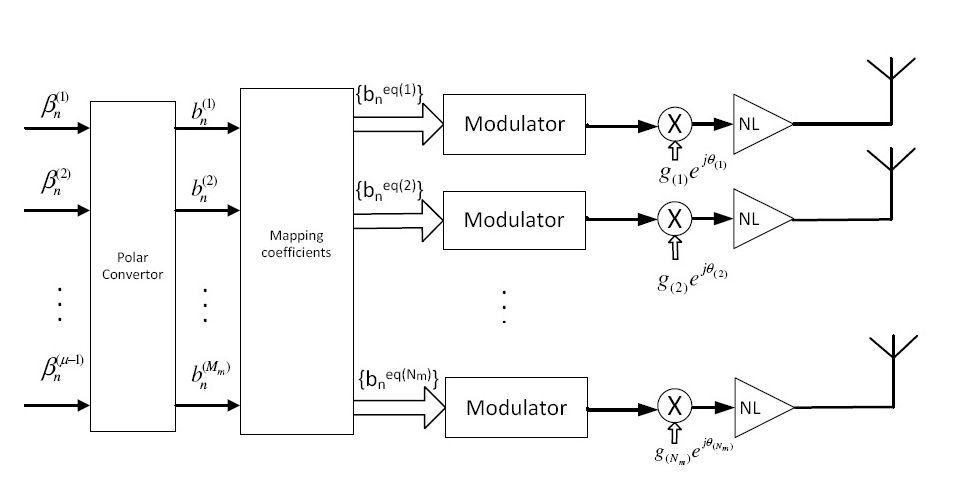 β_n^(1)
b_n^(1)
{b_n^eq(1)}
Modulator
X
NL
g_(1)e^jθ_(1)
β_n^(2)
b_n^(2)
{b_n^eq(2)}
Modulator
X
NL
g_(2)e^jθ_(2)
Polar
Convertor
Mapping
coefficients
β_n^(μ-1)
b_n^(M_m)
{b_n^eq(N_m)}
Modulator
X
NL
g_(N_m)e^jθ_(N_m)